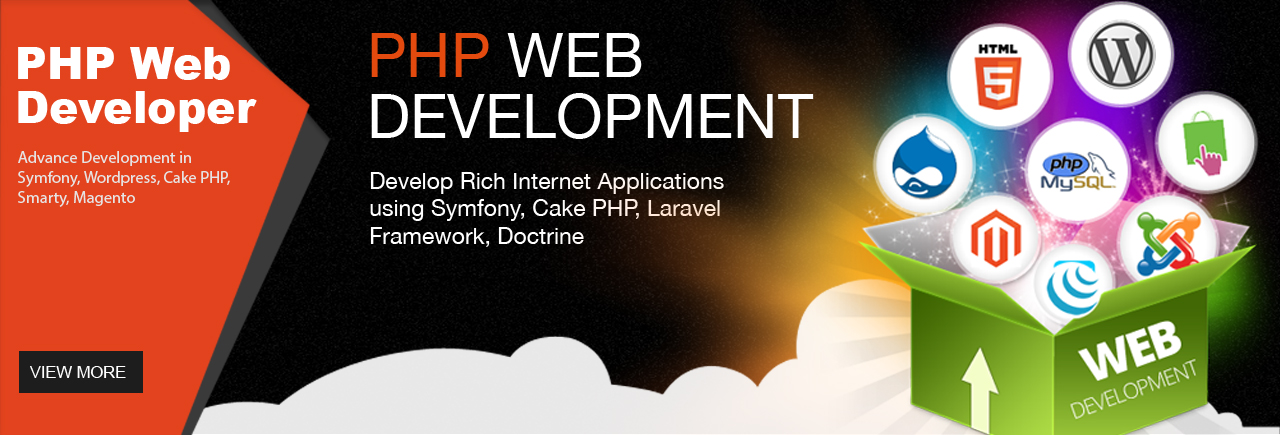 PHP Web
Developer
Advance Development in
Symfony, Wordpress, Cake PHP,
Smarty, Magento
VIEW MORE
PHP WEB
DEVELOPMENT
Develop Rich Internet Applications
using Symfony, Cake PHP, Laravel
Framework, Doctrine
HTML
5
W
php
MySQL
WEB
DEVELOPMENT